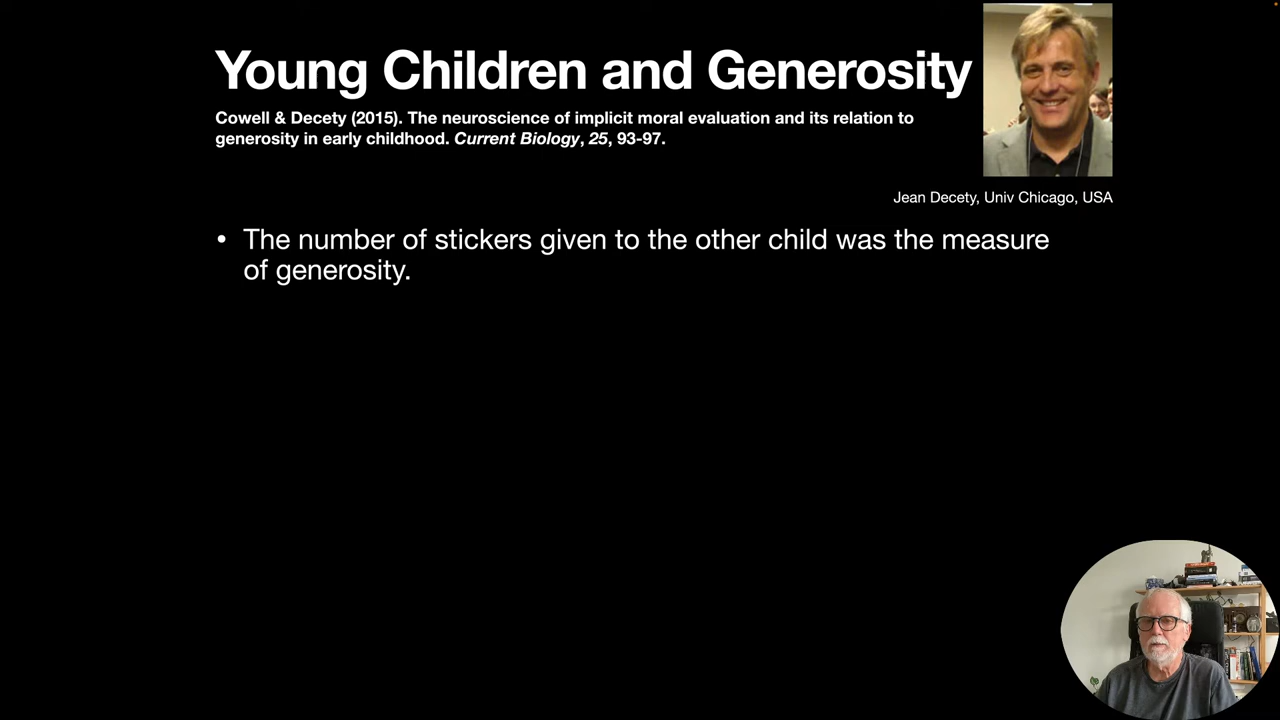 Young Children and Generosity
Cowell & Decety (2015). The neuroscience of implicit moral evaluation and its relation to
generosity in early childhood. Current Biology, 25, 93-97.
Jean Decety, Univ Chicago, USA
• The number of stickers given to the other child was the measure
of generosity.